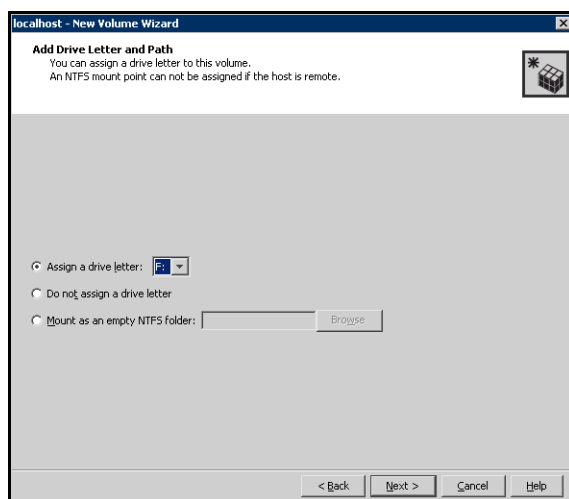 localhost - New Volume Wizard
Add Drive Letter and Path
You can assign a drive letter to this volume.
An NTFS mount point can not be assigned if the host is remote.
Assign a drive letter: F:
Do not assign a drive letter
Mount as an empty NTFS folder: Browse
< Back Next > Cancel Help